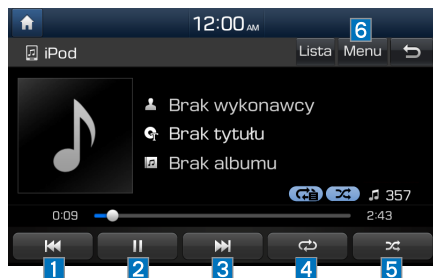 12:00 AM
6
iPod Lista Menu
Brak wykonawcy
Brak tytułu
Brak albumu
357
0:09 2:43
1 2 3 4 5